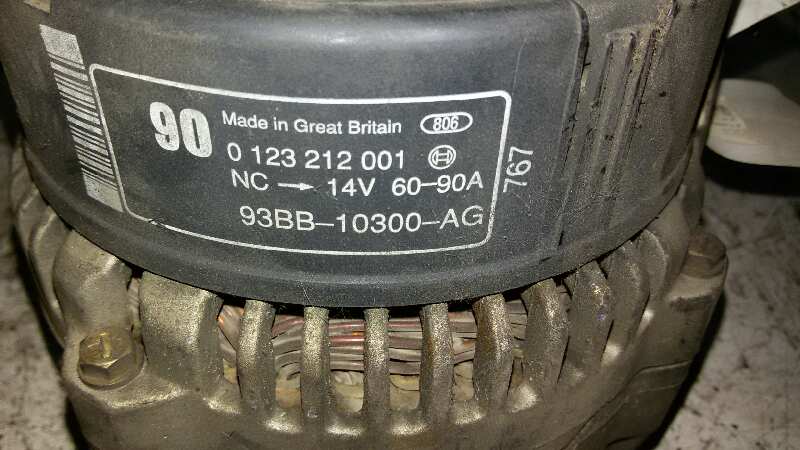 90
Made in Great Britain 806
0 123 212 001
NC → 14V 60-90A
93BB-10300-AG
767